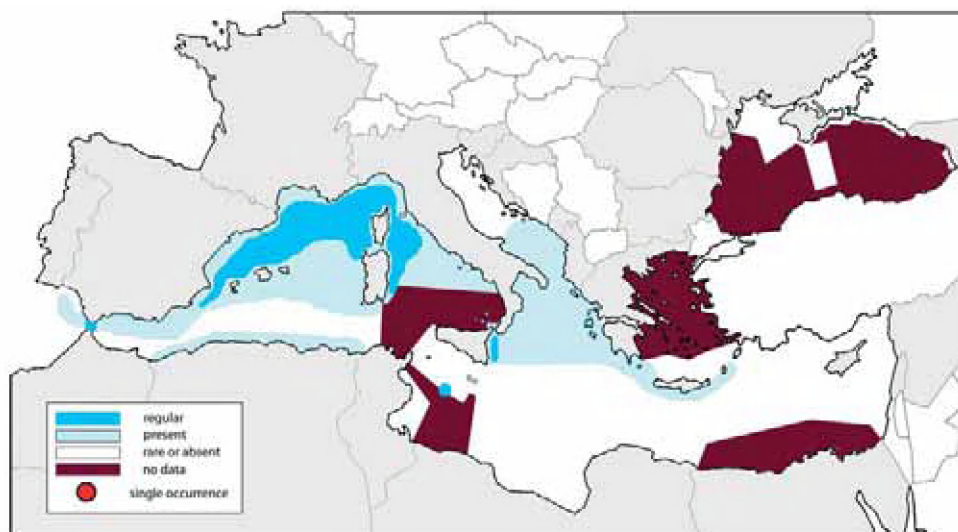 regular
present
rare or absent
no data
single occurrence